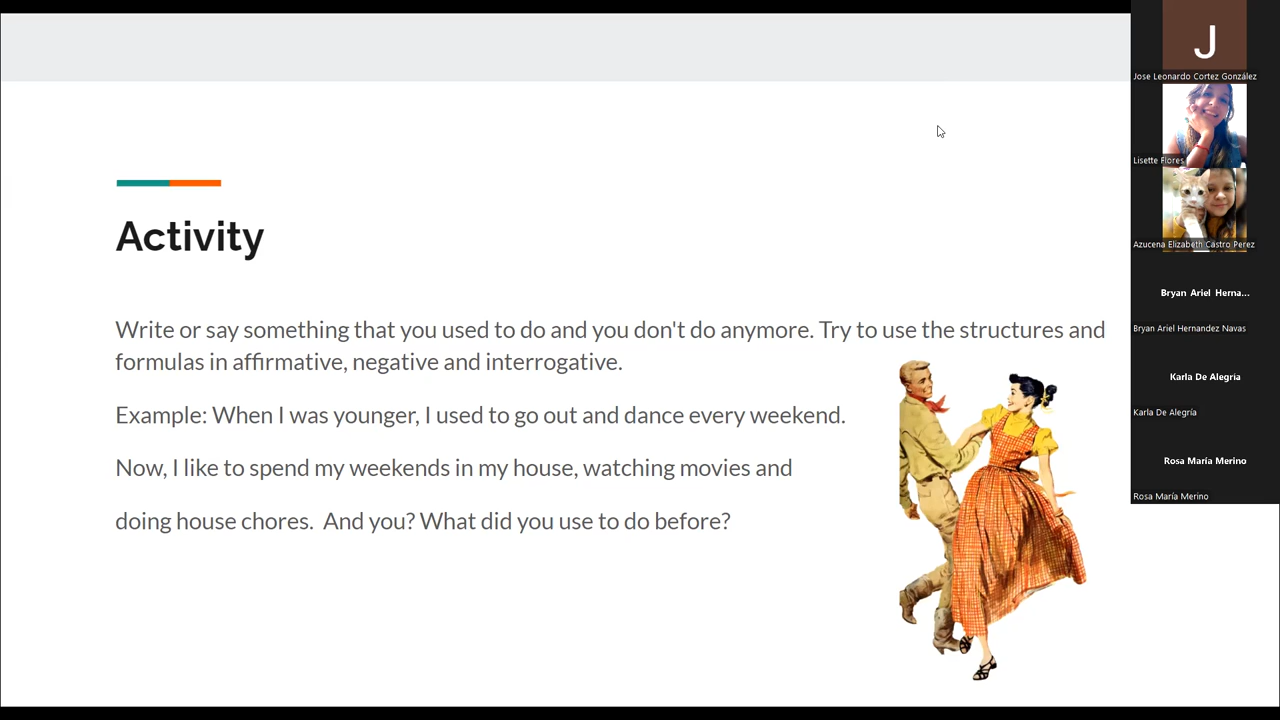 Activity
Write or say something that you used to do and you don't do anymore. Try to use the structures and
formulas in affirmative, negative and interrogative.
Example: When I was younger, I used to go out and dance every weekend.
Now, I like to spend my weekends in my house, watching movies and
doing house chores.  And you? What did you use to do before?
J
Jose Leonardo Cortez González
Lisette Flores
Azucena Elizabeth Castro Perez
Bryan Ariel Herna...
Bryan Ariel Hernandez Navas
Karla De Alegria
Karla De Alegría
Rosa María Merino
Rosa María Merino